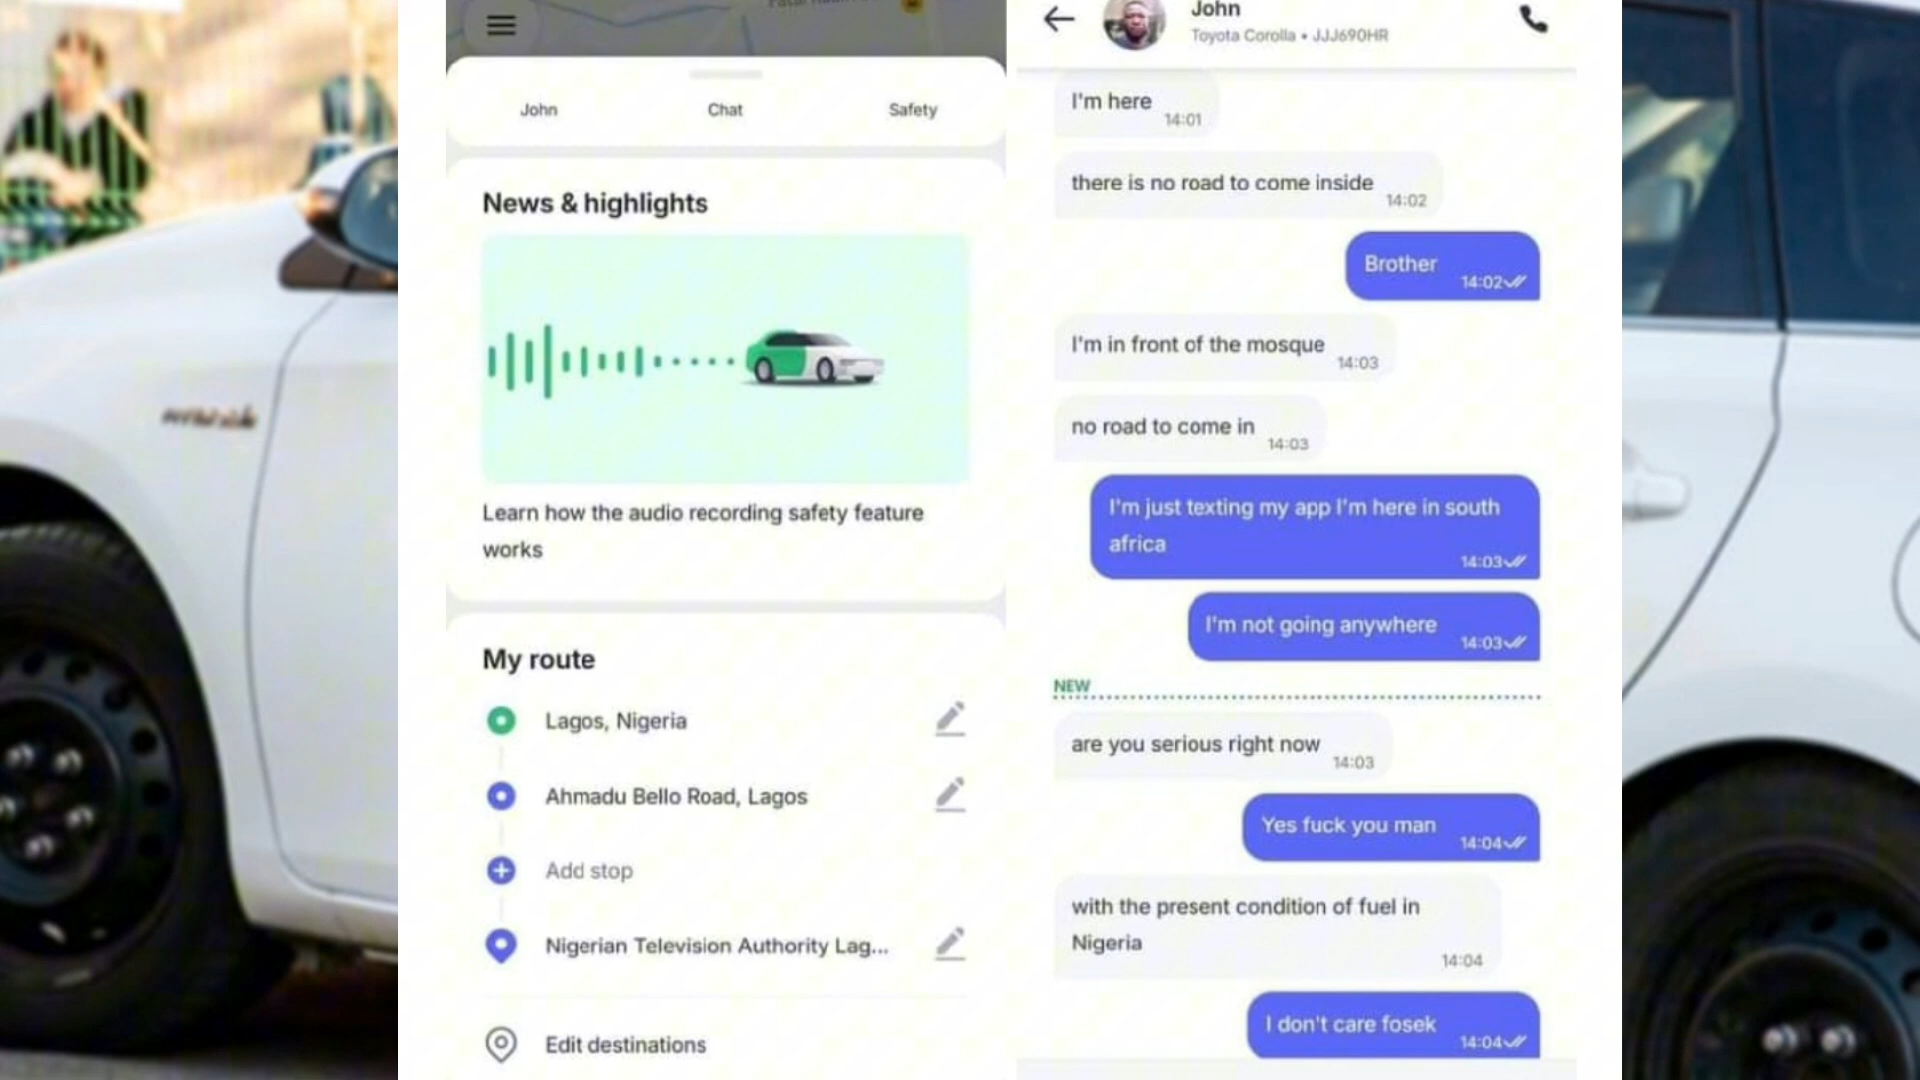 John
Chat
Safety
News & highlights
Learn how the audio recording safety feature
works
My route
Lagos, Nigeria
Ahmadu Bello Road, Lagos
Add stop
Nigerian Television Authority Lag...
Edit destinations
John
Toyota Corolla • JJJ690HR
I'm here
14:01
there is no road to come inside
14:02
Brother
14:02
I'm in front of the mosque
14:03
no road to come in
14:03
I'm just texting my app I'm here in south
africa
14:03
I'm not going anywhere
14:03
NEW
are you serious right now
14:03
Yes fuck you man
14:04
with the present condition of fuel in
Nigeria
14:04
I don't care fosek
14:04